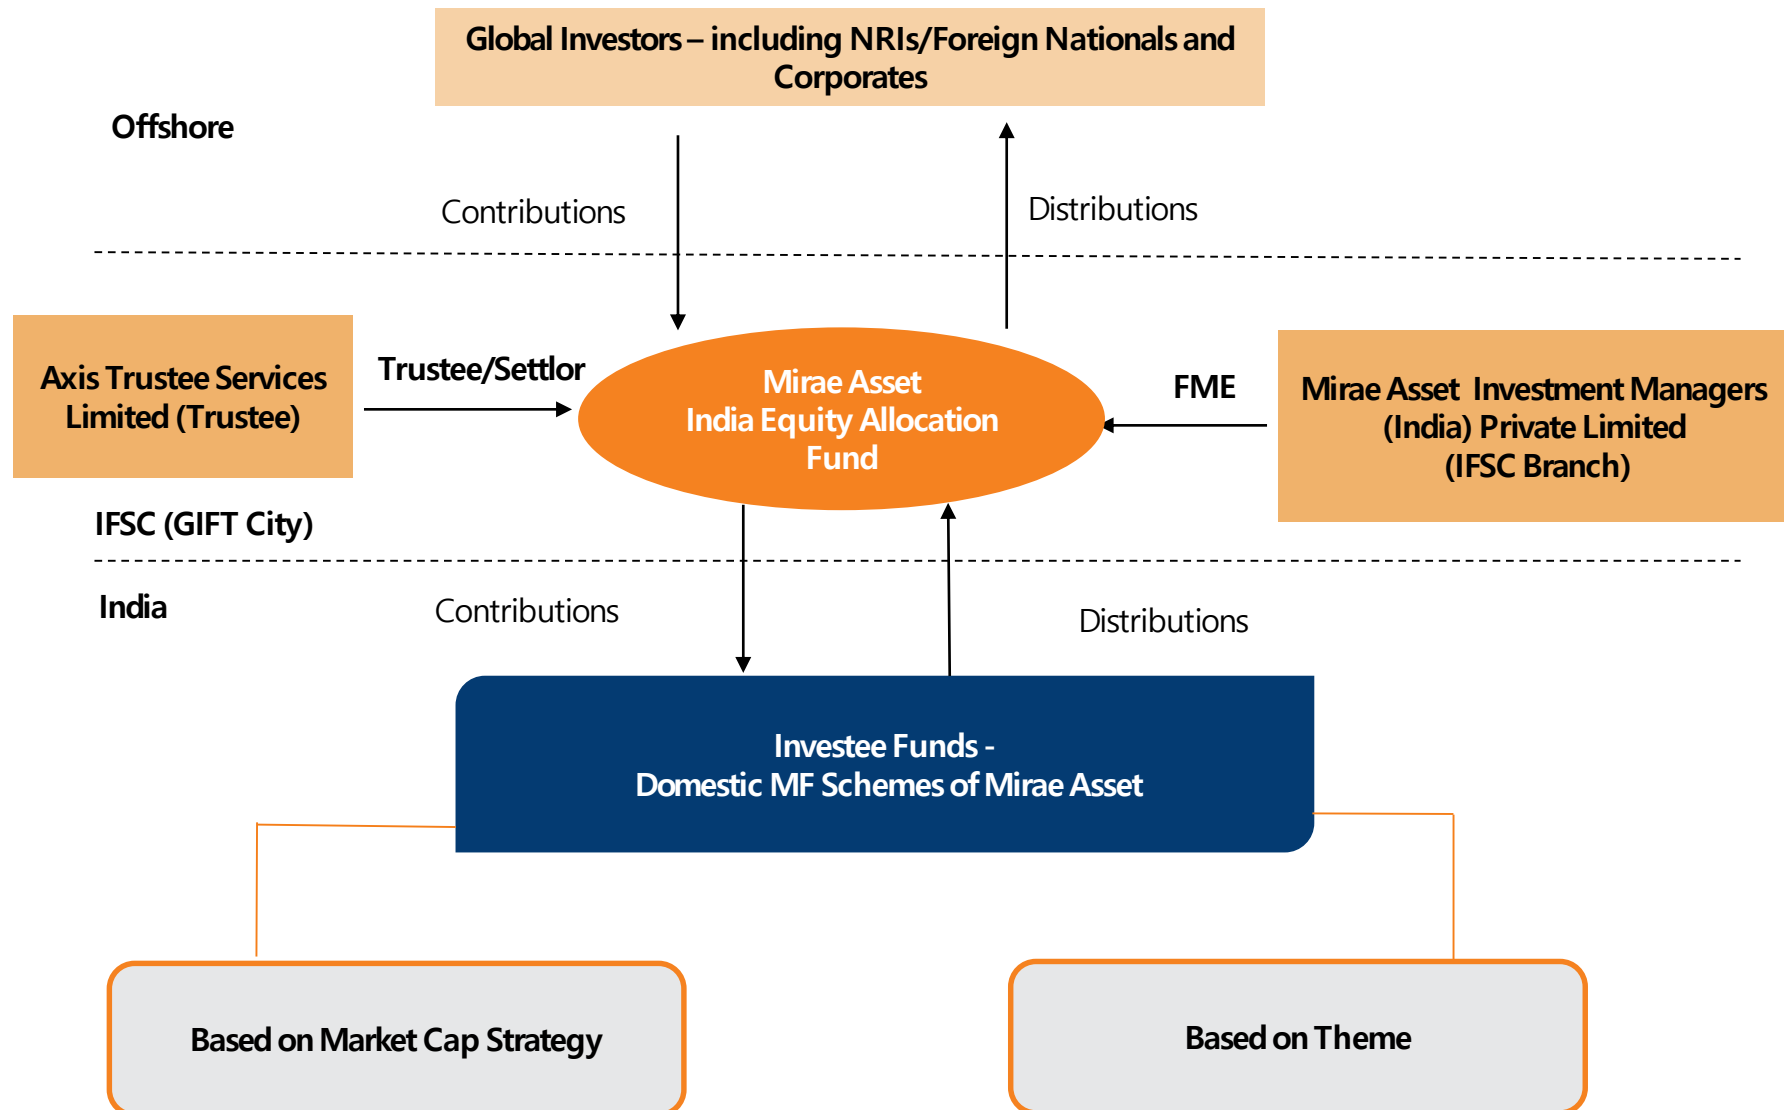 Global Investors – including NRIs/Foreign Nationals and
Corporates
Offshore
Contributions
Distributions
Axis Trustee Services
Limited (Trustee)
Trustee/Settlor
Mirae Asset
India Equity Allocation
Fund
FME
Mirae Asset Investment Managers
(India) Private Limited
(IFSC Branch)
IFSC (GIFT City)
India
Contributions
Distributions
Investee Funds -
Domestic MF Schemes of Mirae Asset
Based on Market Cap Strategy
Based on Theme